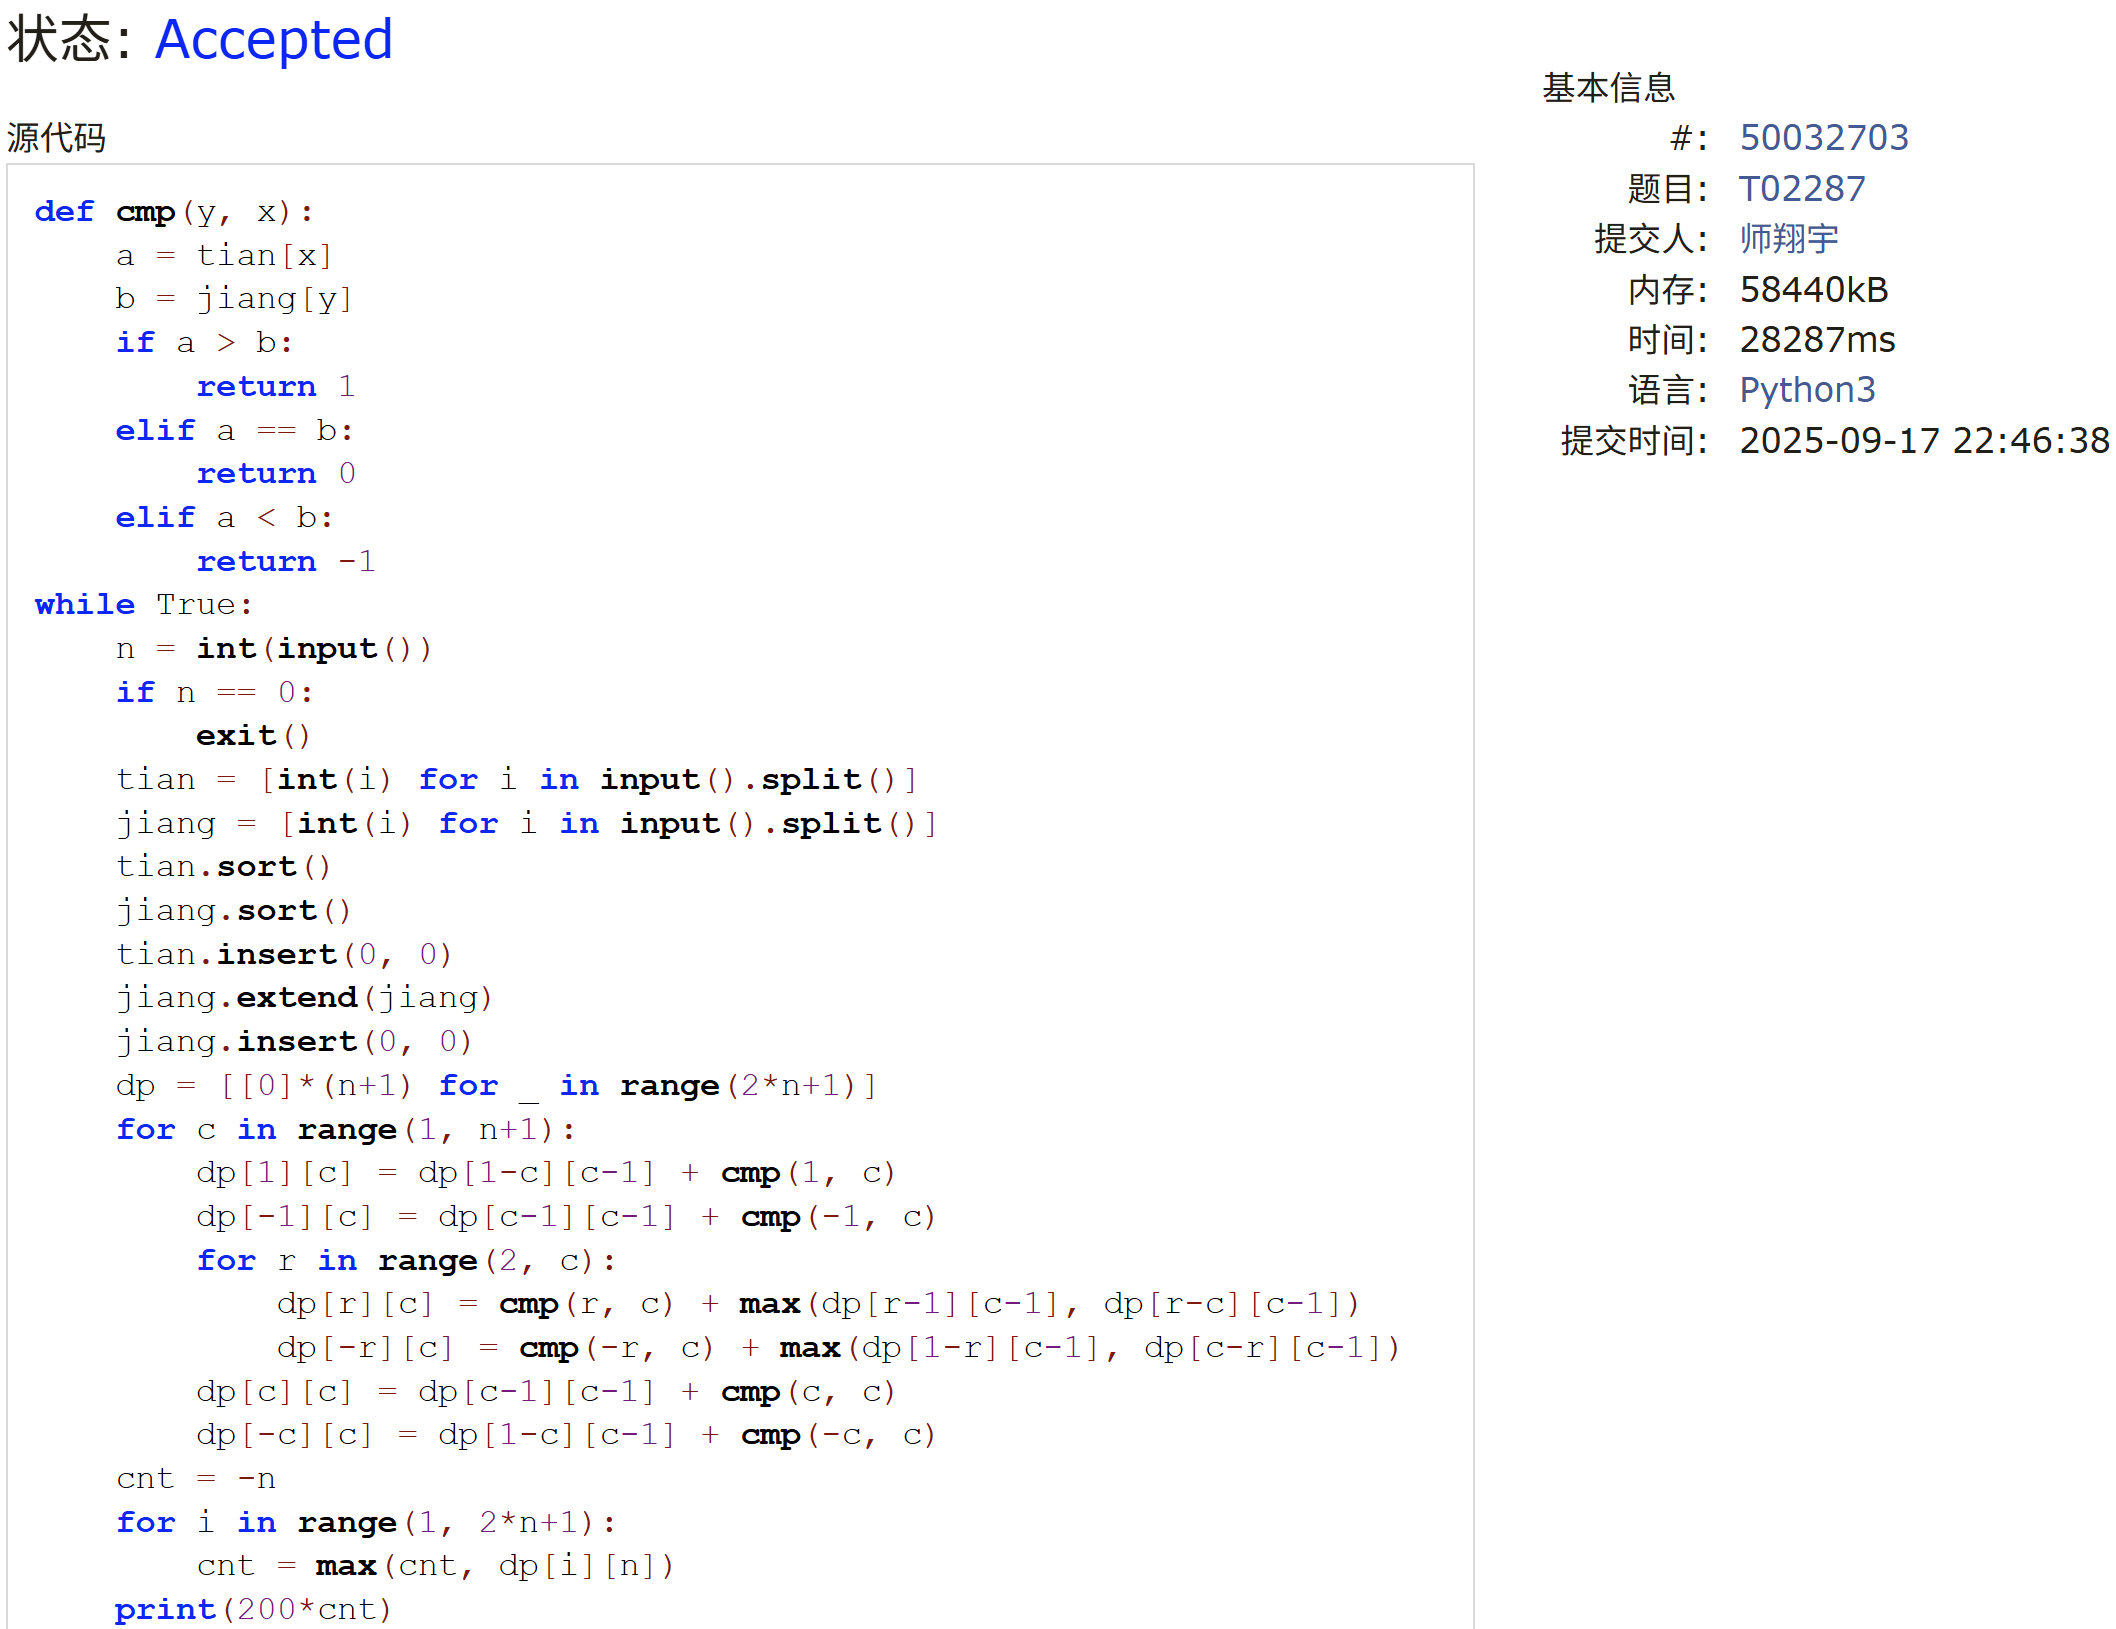 状态: Accepted
源代码
def cmp(y, x):
    a = tian[x]
    b = jiang[y]
    if a > b:
        return 1
    elif a == b:
        return 0
    elif a < b:
        return -1
while True:
    n = int(input())
    if n == 0:
        exit()
    tian = [int(i) for i in input().split()]
    jiang = [int(i) for i in input().split()]
    tian.sort()
    jiang.sort()
    tian.insert(0, 0)
    jiang.extend(jiang)
    jiang.insert(0, 0)
    dp = [[0]*(n+1) for _ in range(2*n+1)]
    for c in range(1, n+1):
        dp[1][c] = dp[1-c][c-1] + cmp(1, c)
        dp[-1][c] = dp[c-1][c-1] + cmp(-1, c)
        for r in range(2, c):
            dp[r][c] = cmp(r, c) + max(dp[r-1][c-1], dp[r-c][c-1])
            dp[-r][c] = cmp(-r, c) + max(dp[1-r][c-1], dp[c-r][c-1])
        dp[c][c] = dp[c-1][c-1] + cmp(c, c)
        dp[-c][c] = dp[1-c][c-1] + cmp(-c, c)
    cnt = -n
    for i in range(1, 2*n+1):
        cnt = max(cnt, dp[i][n])
    print(200*cnt)
基本信息
#: 50032703
题目: T02287
提交人: 师翔宇
内存: 58440kB
时间: 28287ms
语言: Python3
提交时间: 2025-09-17 22:46:38